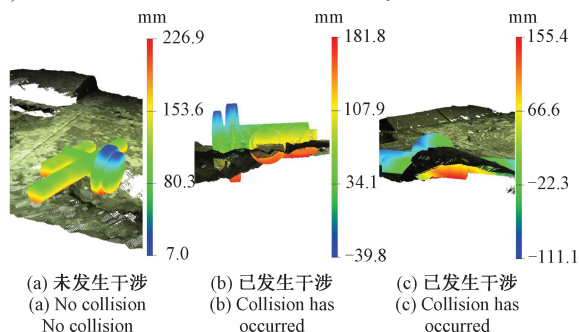 mm
226.9
153.6
80.3
7.0
(a) 未发生干涉
(a) No collision
No collision
mm
181.8
107.9
34.1
−39.8
(b) 已发生干涉
(b) Collision has
occurred
mm
155.4
66.6
−22.3
−111.1
(c) 已发生干涉
(c) Collision has
occurred